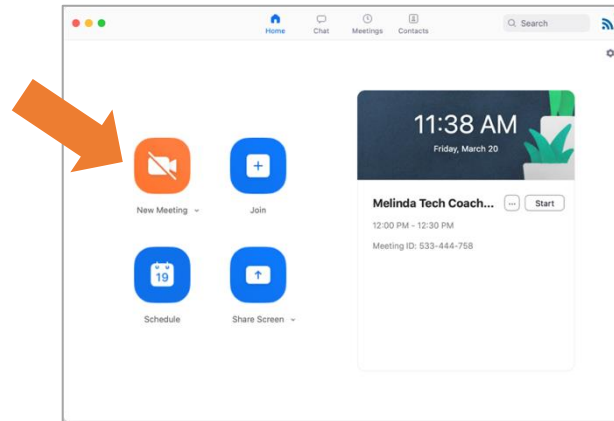 Home Chat Meetings Contacts Search
11:38 AM
Friday, March 20
New Meeting Join
Melinda Tech Coach... ... Start
12:00 PM - 12:30 PM
Meeting ID: 533-444-758
19
Schedule Share Screen